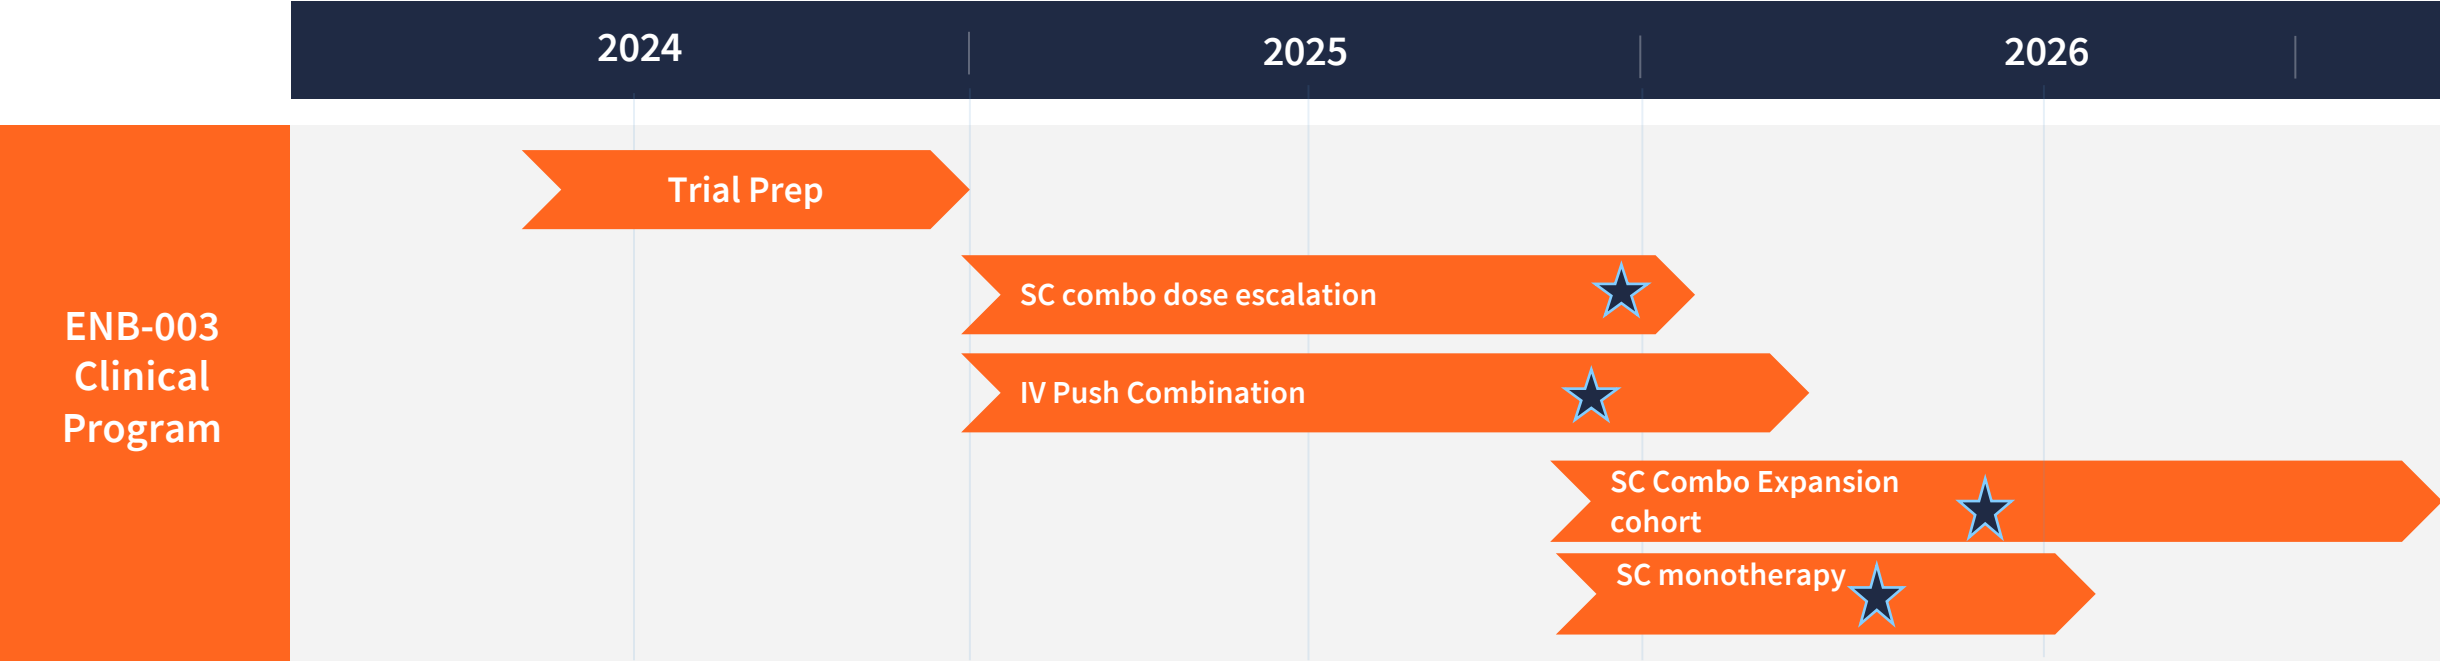 2024
2025
2026
ENB-003
Clinical
Program
Trial Prep
SC combo dose escalation
IV Push Combination
SC Combo Expansion
cohort
SC monotherapy